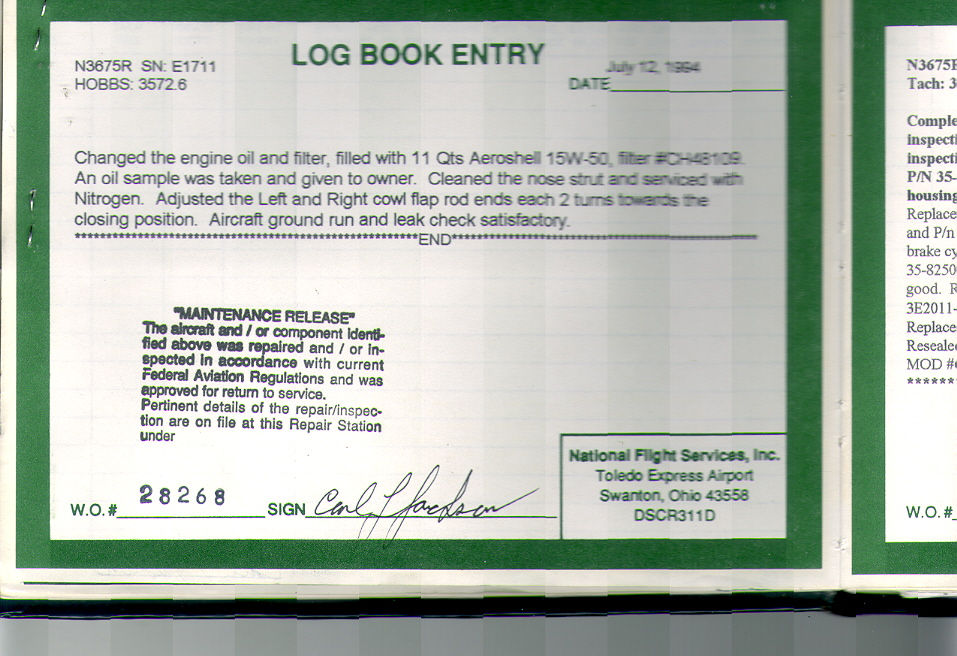 LOG BOOK ENTRY
N3675R SN: E1711
HOBBS: 3572.6
July 12, 1994
DATE
Changed the engine oil and filter, filled with 11 Qts Aeroshell 15W-50, filter #CH48109.
An oil sample was taken and given to owner. Cleaned the nose strut and serviced with
Nitrogen. Adjusted the Left and Right cowl flap rod ends each 2 turns towards the
closing position. Aircraft ground run and leak check satisfactory.
****************************************************END***********************************************
"MAINTENANCE RELEASE"
The aircraft and / or component identi-
fied above was repaired and / or in-
spected in accordance with current
Federal Aviation Regulations and was
approved for return to service.
Pertinent details of the repair/inspec-
tion are on file at this Repair Station
under
W.O.# 28268 SIGN Carl J Jackson
National Flight Services, Inc.
Toledo Express Airport
Swanton, Ohio 43558
DSCR311D
N3675R
Tach: 3
Comple
inspecti
inspecti
P/N 35-
housing
Replace
and P/n
brake cy
35-8250
good. R
3E2011-
Replace
Reseale
MOD #
*******
W.O.#